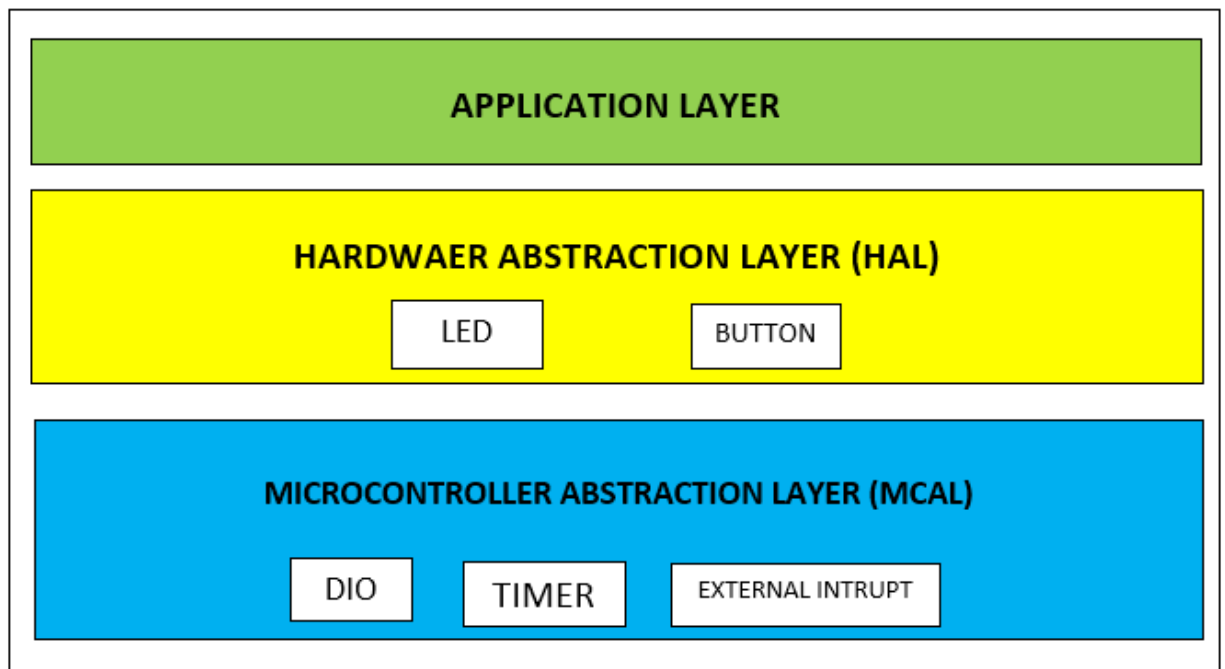 APPLICATION LAYER
HARDWAER ABSTRACTION LAYER (HAL)
LED
BUTTON
MICROCONTROLLER ABSTRACTION LAYER (MCAL)
DIO
TIMER
EXTERNAL INTRUPT